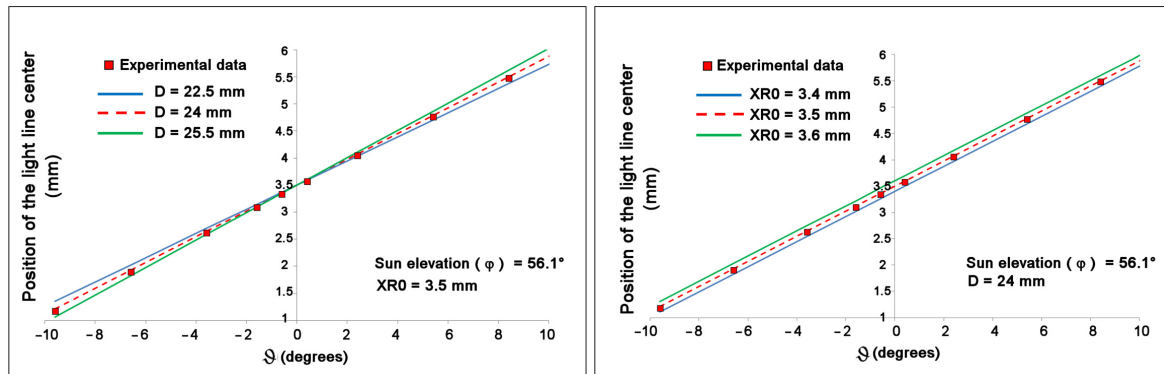 Position of the light line center
(mm)
6
5.5
5
4.5
4
3.5
3
2.5
2
1.5
1
Experimental data
D = 22.5 mm
D = 24 mm
D = 25.5 mm
Sun elevation ( φ ) = 56.1°
XR0 = 3.5 mm
−10 −8 −6 −4 −2 0 2 4 6 8 10
ϑ (degrees)
Position of the light line center
(mm)
6
5.5
5
4.5
4
3.5
3
2.5
2
1.5
1
Experimental data
XR0 = 3.4 mm
XR0 = 3.5 mm
XR0 = 3.6 mm
Sun elevation ( φ ) = 56.1°
D = 24 mm
−10 −8 −6 −4 −2 0 2 4 6 8 10
ϑ (degrees)